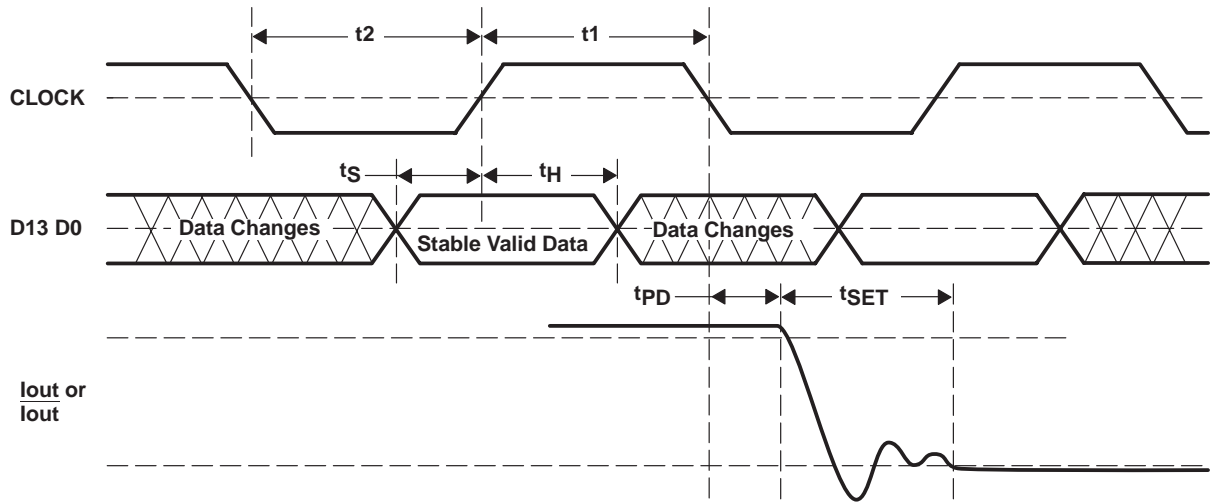 t2
t1
CLOCK
tS
tH
D13 D0
Data Changes
Stable Valid Data
Data Changes
tPD
tSET
Iout or
Iout